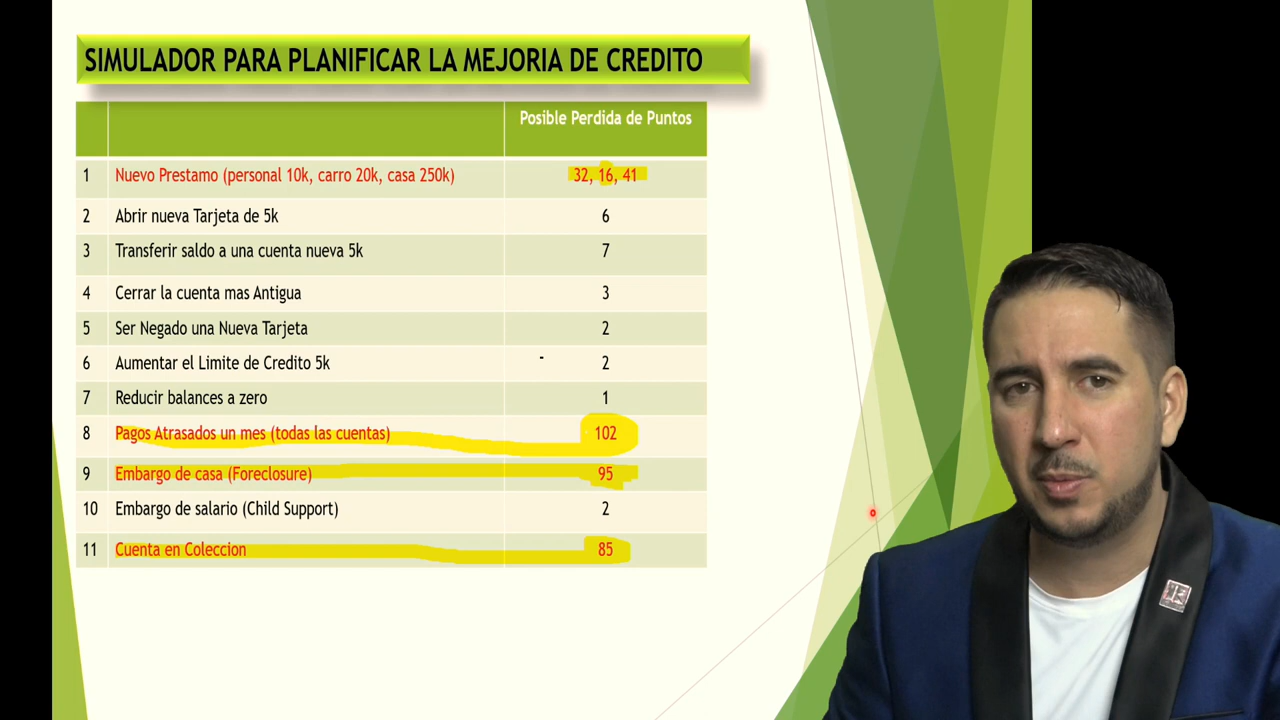 SIMULADOR PARA PLANIFICAR LA MEJORIA DE CREDITO
Posible Perdida de Puntos
1 Nuevo Prestamo (personal 10k, carro 20k, casa 250k) 32, 16, 41
2 Abrir nueva Tarjeta de 5k 6
3 Transferir saldo a una cuenta nueva 5k 7
4 Cerrar la cuenta mas Antigua 3
5 Ser Negado una Nueva Tarjeta 2
6 Aumentar el Limite de Credito 5k - 2
7 Reducir balances a zero 1
8 Pagos Atrasados un mes (todas las cuentas) 102
9 Embargo de casa (Foreclosure) 95
10 Embargo de salario (Child Support) 2
11 Cuenta en Coleccion 85